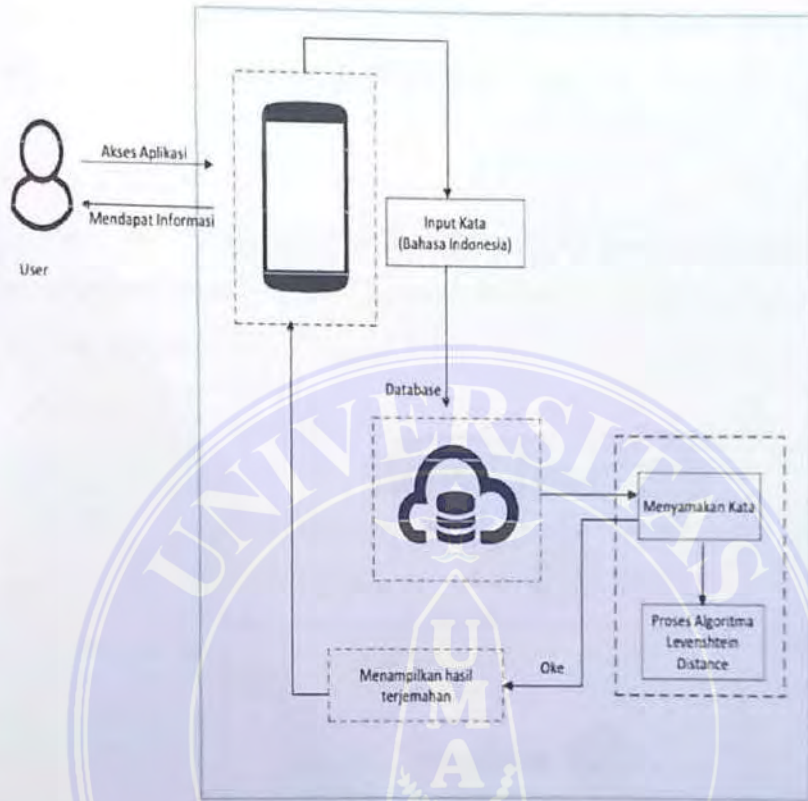 Akses Aplikasi
Mendapat Informasi
User
Input Kata
(Bahasa Indonesia)
Database
Menyamakan Kata
Proses Algoritma
Levenshtein
Distance
Oke
Menampilkan hasil
terjemahan
UNIVERSITAS
UMA